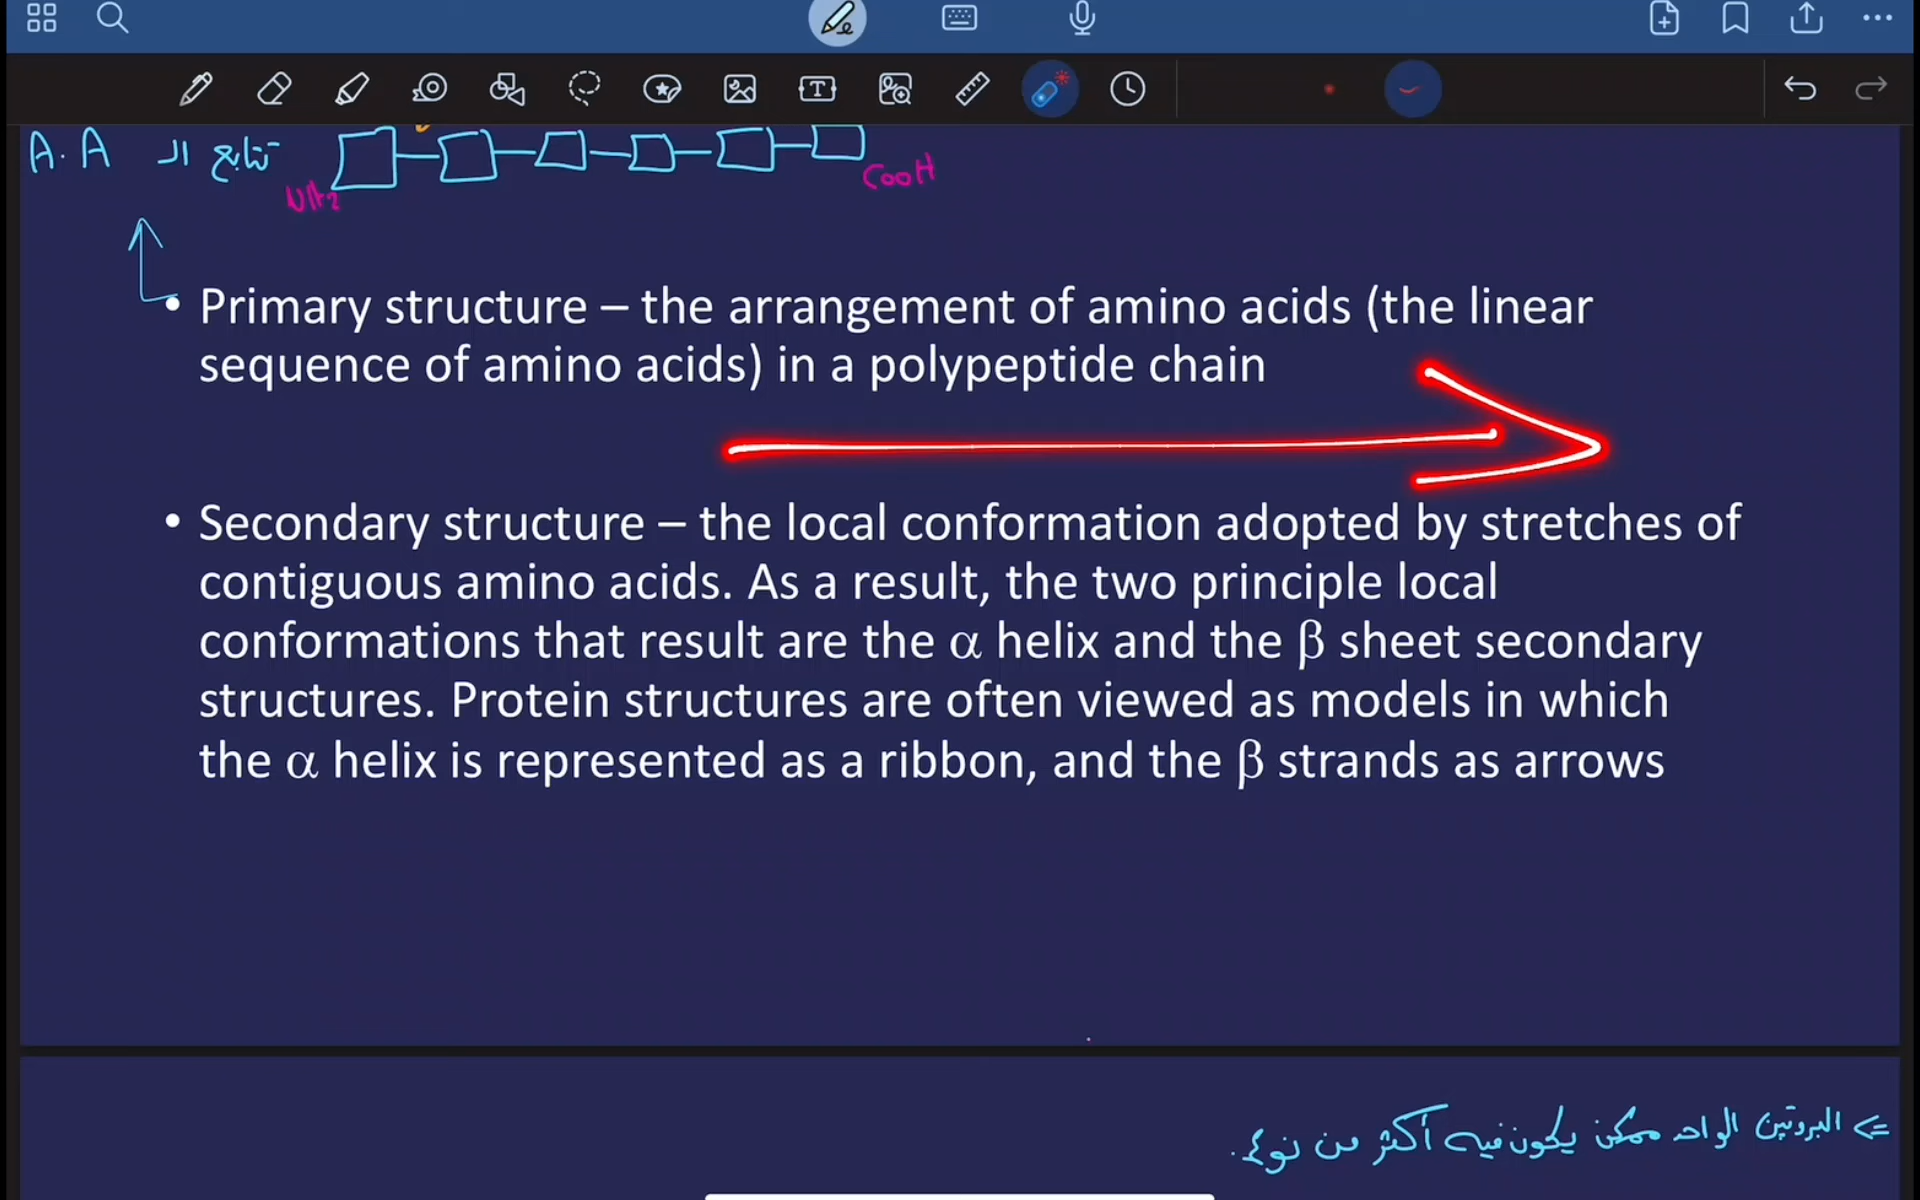 A.A تتابع الـ
NH2
COOH
• Primary structure – the arrangement of amino acids (the linear
sequence of amino acids) in a polypeptide chain
• Secondary structure – the local conformation adopted by stretches of
contiguous amino acids. As a result, the two principle local
conformations that result are the α helix and the β sheet secondary
structures. Protein structures are often viewed as models in which
the α helix is represented as a ribbon, and the β strands as arrows
=> البروتين الواحد ممكن يكون فيه أكثر من نوع.